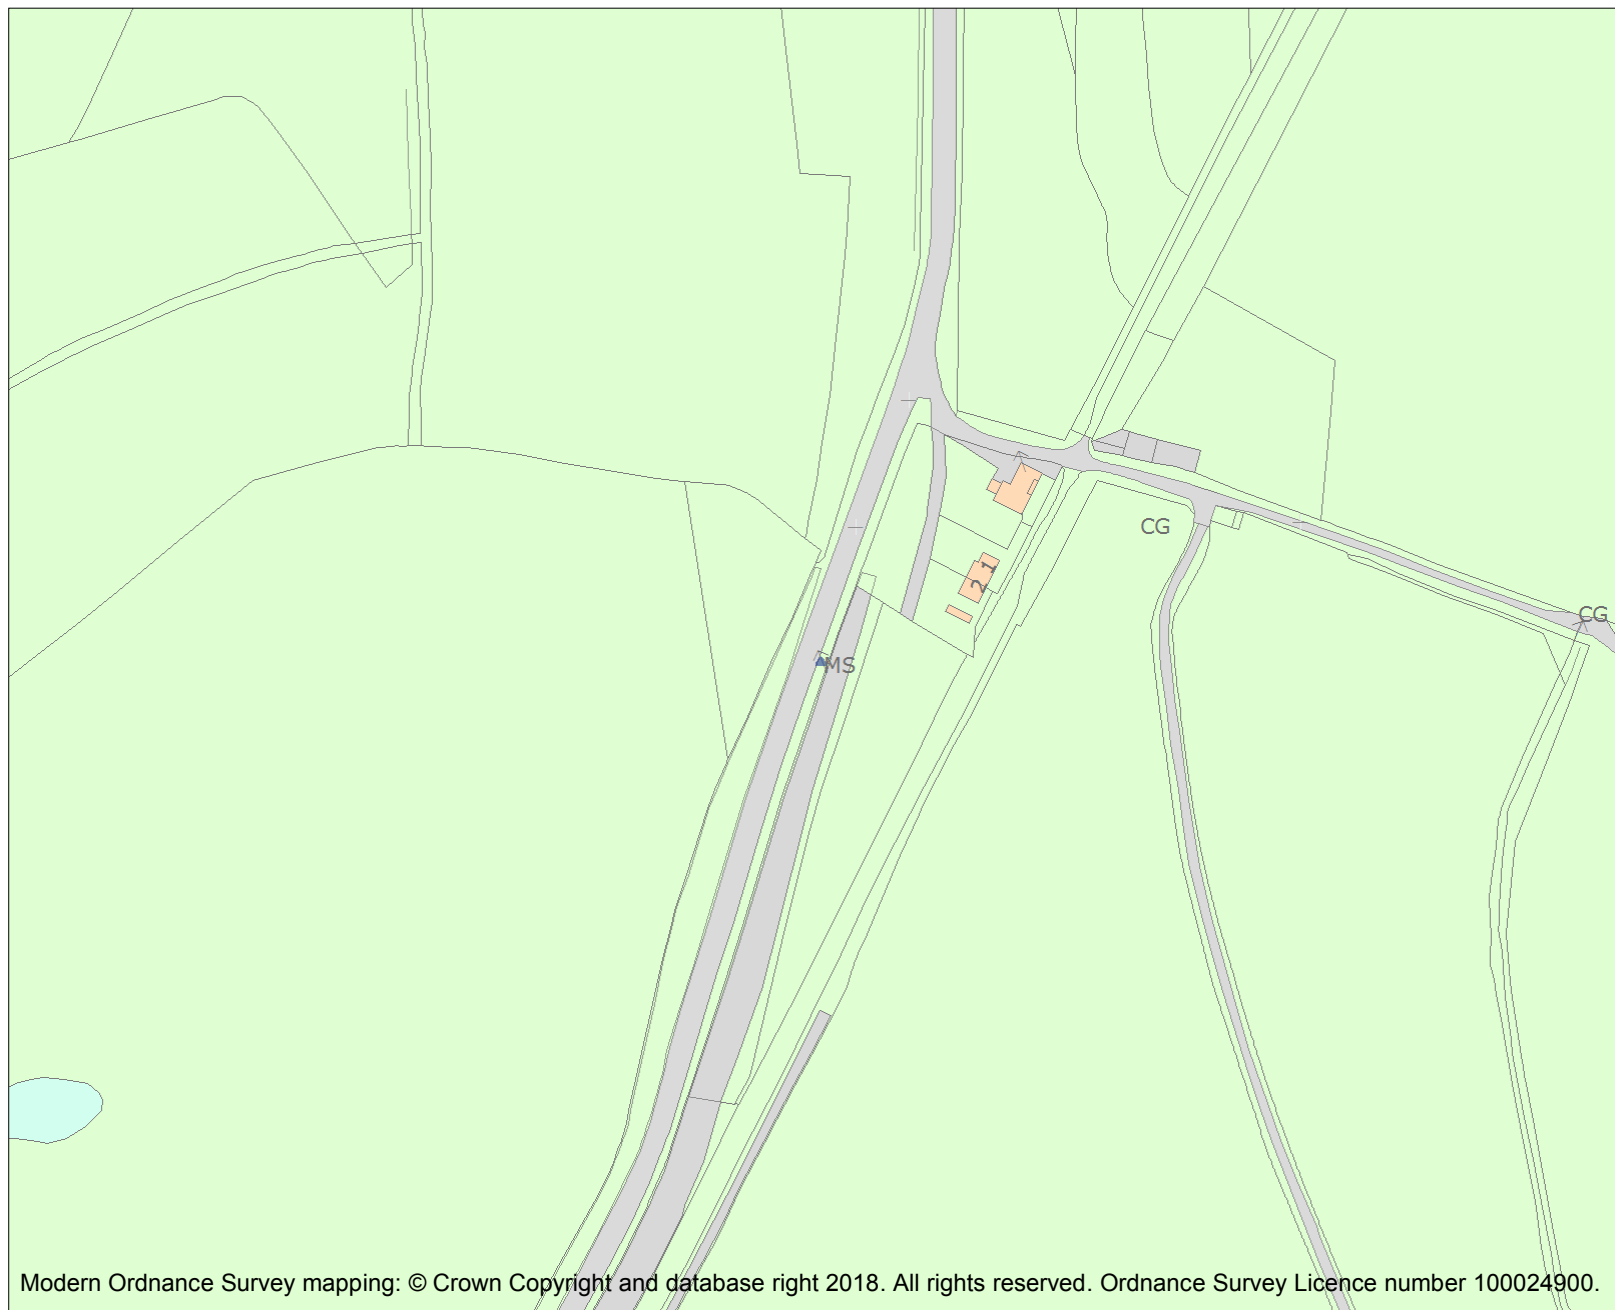 CG
1
2
CG
MS
Modern Ordnance Survey mapping: © Crown Copyright and database right 2018. All rights reserved. Ordnance Survey Licence number 100024900.